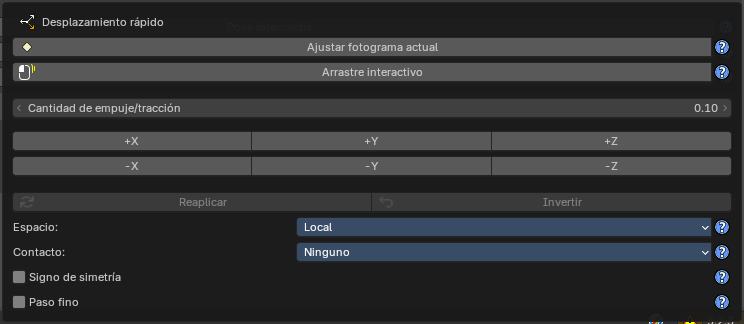 Desplazamiento rápido
Ajustar fotograma actual ?
Arrastre interactivo ?
Cantidad de empuje/tracción 0.10
+X +Y +Z
-X -Y -Z
Reaplicar Invertir
Espacio: Local ?
Contacto: Ninguno ?
Signo de simetría ?
Paso fino ?